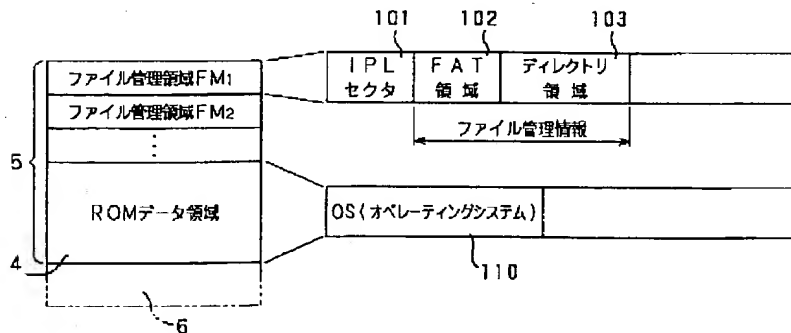 101 102 103
ファイル管理領域FM1
ファイル管理領域FM2
⋮
ROMデータ領域
5
4
6
IPL
セクタ
FAT
領域
ディレクトリ
領域
ファイル管理情報
OS(オペレーティングシステム)
110